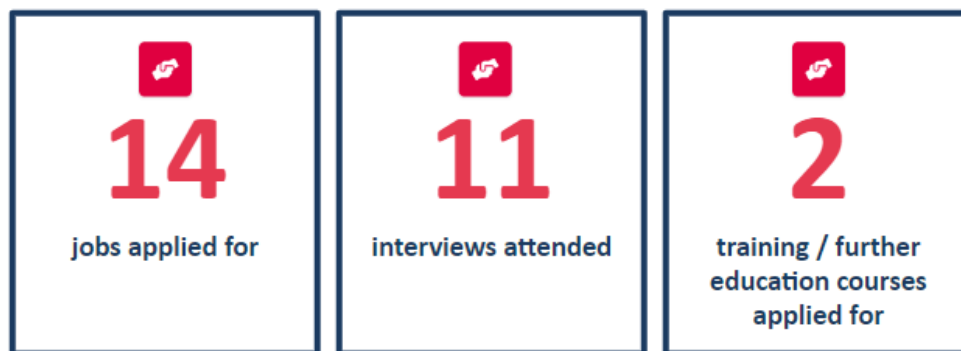 14
jobs applied for
11
interviews attended
2
training / further
education courses
applied for